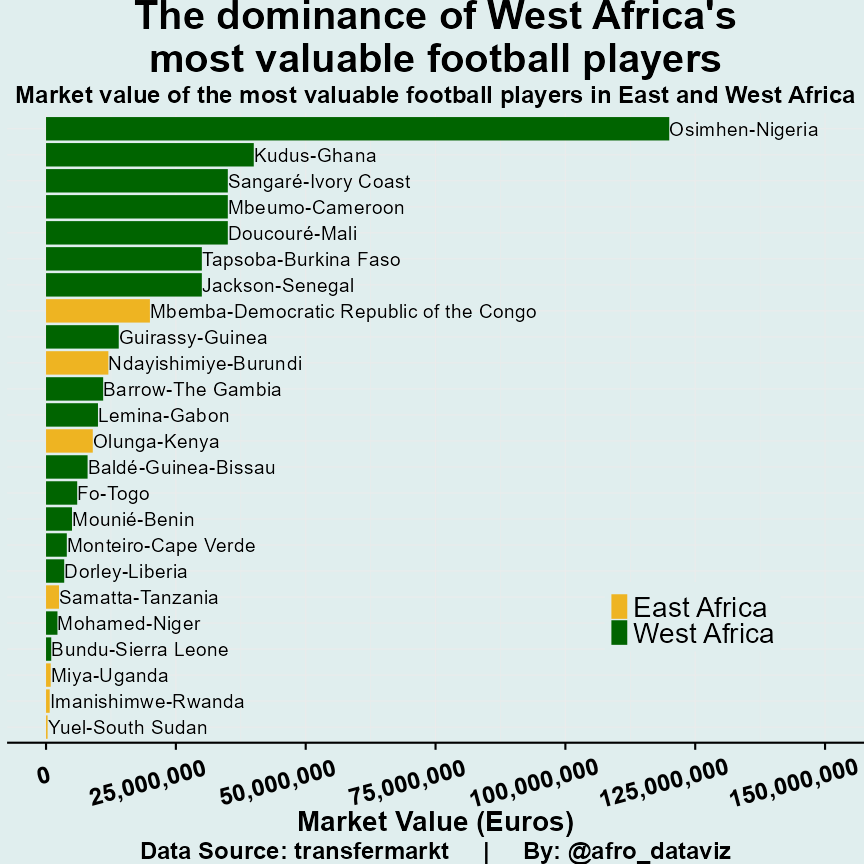 The dominance of West Africa's
most valuable football players
Market value of the most valuable football players in East and West Africa
Osimhen-Nigeria
Kudus-Ghana
Sangaré-Ivory Coast
Mbeumo-Cameroon
Doucouré-Mali
Tapsoba-Burkina Faso
Jackson-Senegal
Mbemba-Democratic Republic of the Congo
Guirassy-Guinea
Ndayishimiye-Burundi
Barrow-The Gambia
Lemina-Gabon
Olunga-Kenya
Baldé-Guinea-Bissau
Fo-Togo
Mounié-Benin
Monteiro-Cape Verde
Dorley-Liberia
Samatta-Tanzania
Mohamed-Niger
Bundu-Sierra Leone
Miya-Uganda
Imanishimwe-Rwanda
Yuel-South Sudan
East Africa
West Africa
0 25,000,000 50,000,000 75,000,000 100,000,000 125,000,000 150,000,000
Market Value (Euros)
Data Source: transfermarkt | By: @afro_dataviz